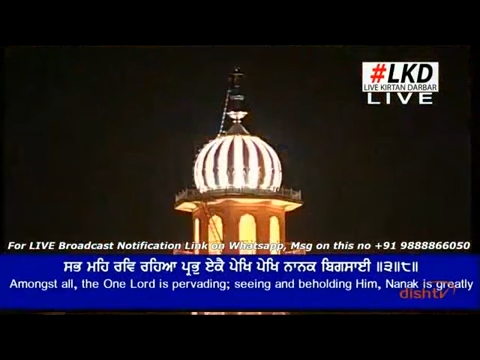 #LKD
LIVE KIRTAN DARBAR
LIVE
For LIVE Broadcast Notification Link on Whatsapp, Msg on this no +91 9888866050
ਸਭ ਮਹਿ ਰਵਿ ਰਹਿਆ ਪ੍ਰਭੁ ਏਕੈ ਪੇਖਿ ਪੇਖਿ ਨਾਨਕ ਬਿਗਸਾਈ ॥੩॥੮॥
Amongst all, the One Lord is pervading; seeing and beholding Him, Nanak is greatly
dishtv